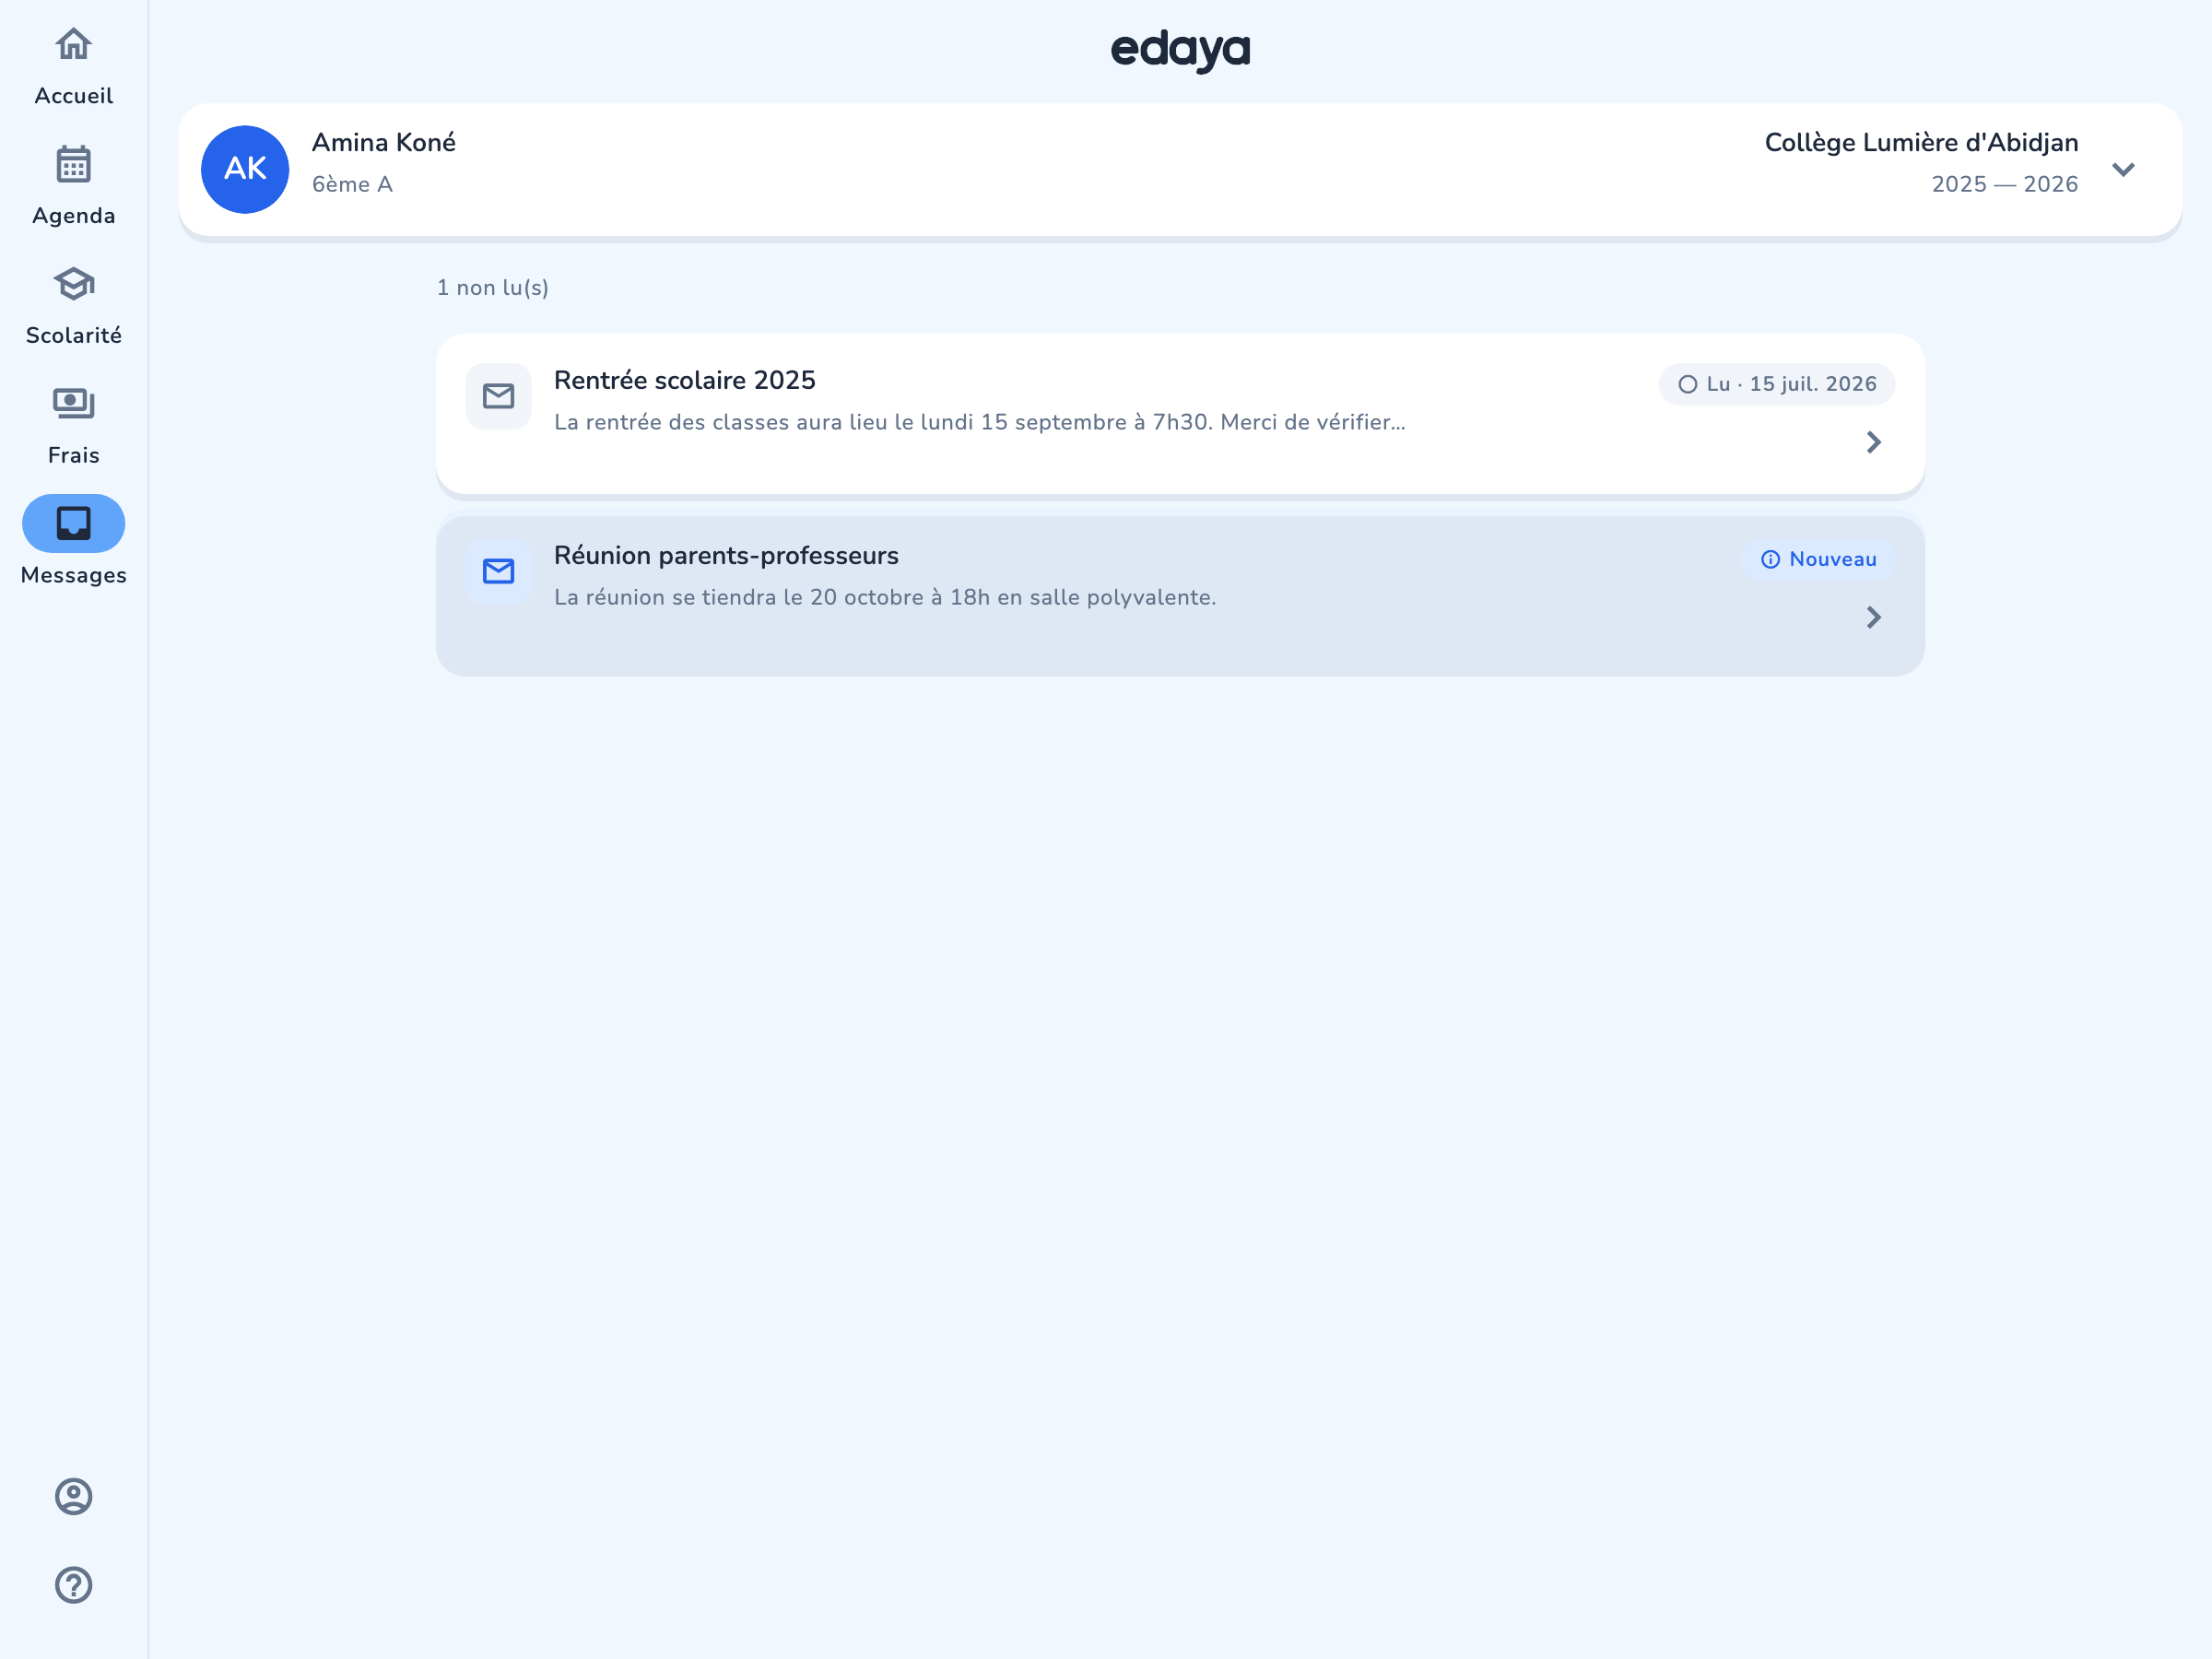 edaya
Accueil
Agenda
Scolarité
Frais
Messages
AK
Amina Koné
6ème A
Collège Lumière d'Abidjan
2025 — 2026
1 non lu(s)
Rentrée scolaire 2025
La rentrée des classes aura lieu le lundi 15 septembre à 7h30. Merci de vérifier...
Lu · 15 juil. 2026
Réunion parents-professeurs
La réunion se tiendra le 20 octobre à 18h en salle polyvalente.
Nouveau